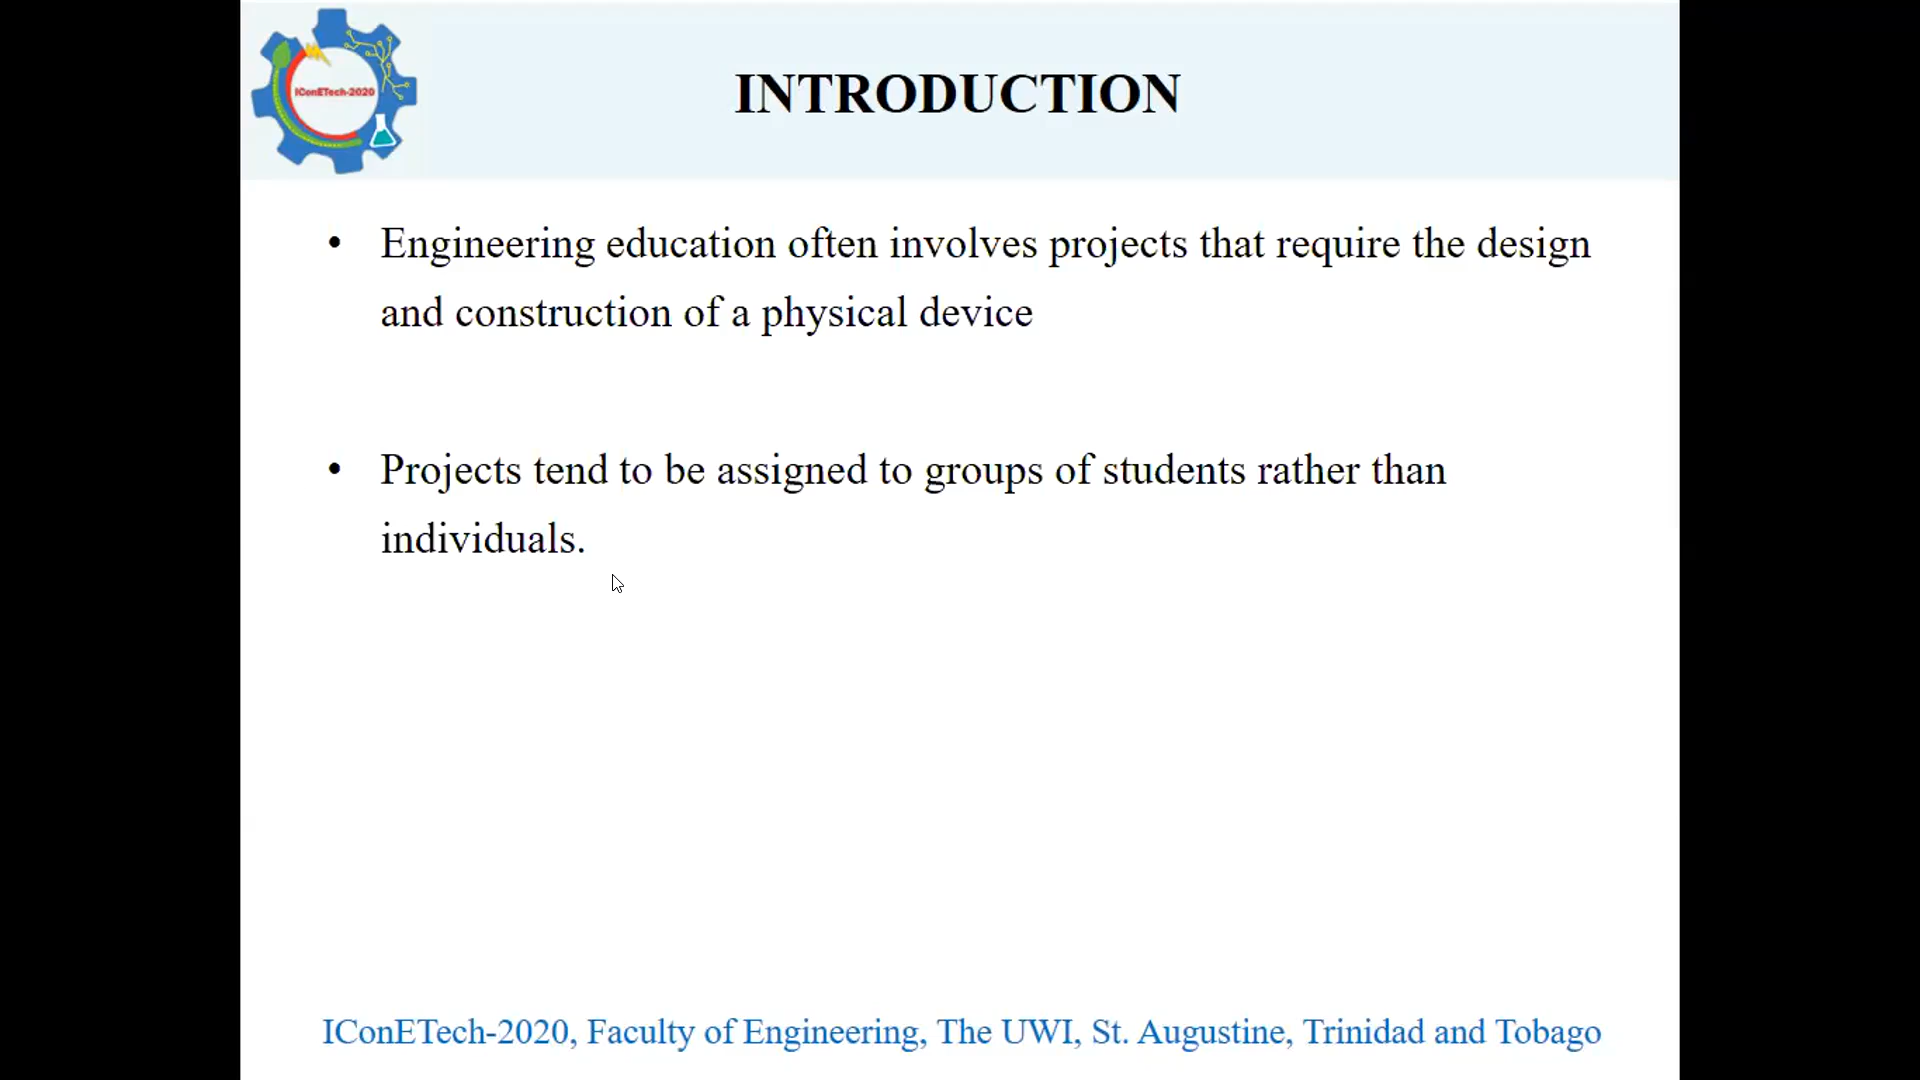 IConETech-2020
INTRODUCTION
• Engineering education often involves projects that require the design
and construction of a physical device
• Projects tend to be assigned to groups of students rather than
individuals.
IConETech-2020, Faculty of Engineering, The UWI, St. Augustine, Trinidad and Tobago